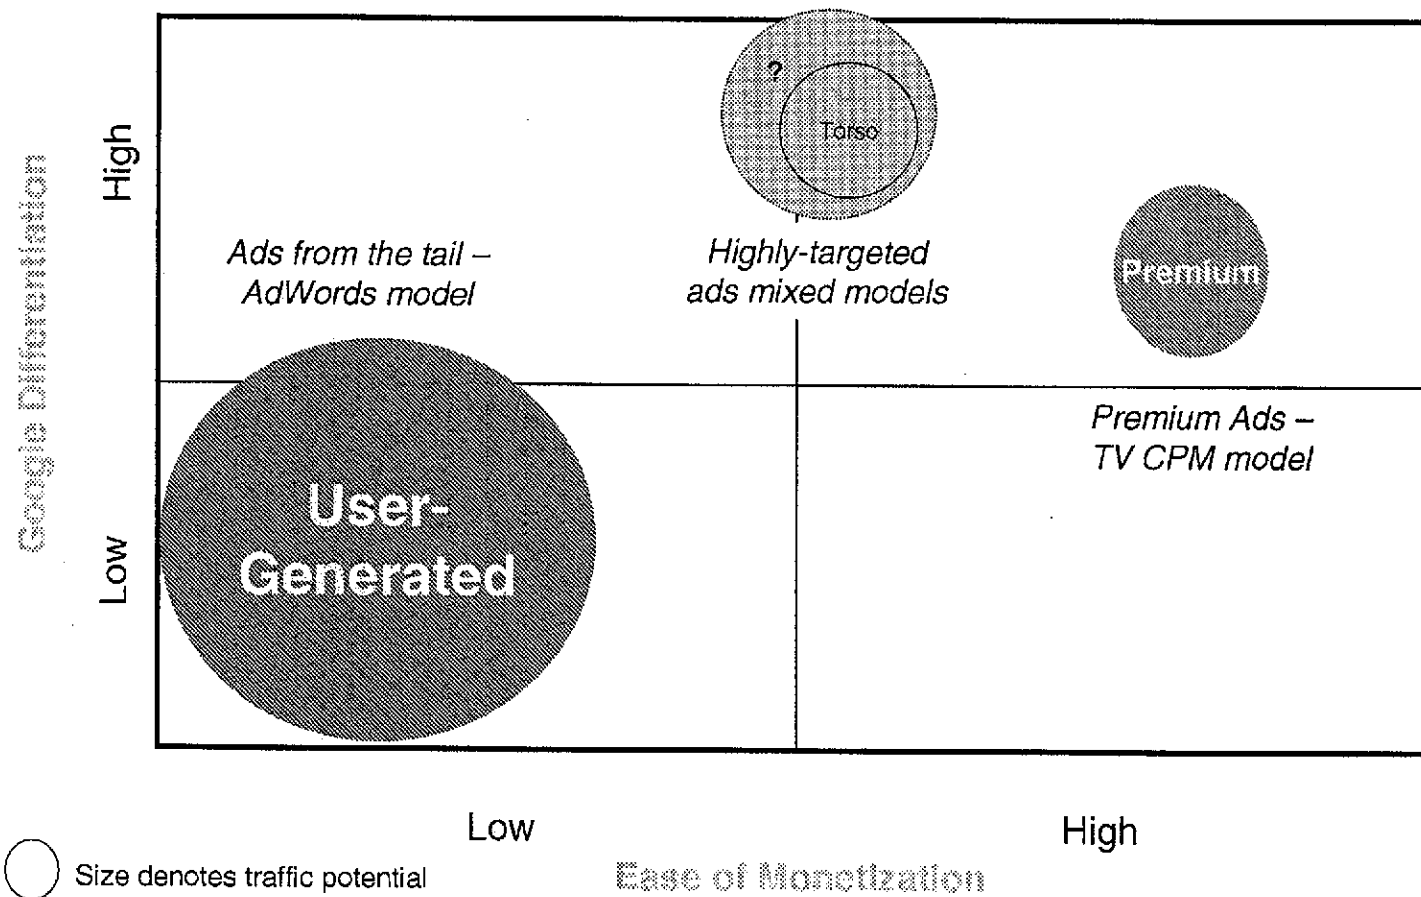 ?
Torso
High
Google Differentiation
Premium
Ads from the tail –
AdWords model
Highly-targeted
ads mixed models
Premium Ads –
TV CPM model
User-
Generated
Low
Low
High
Size denotes traffic potential
Ease of Monetization